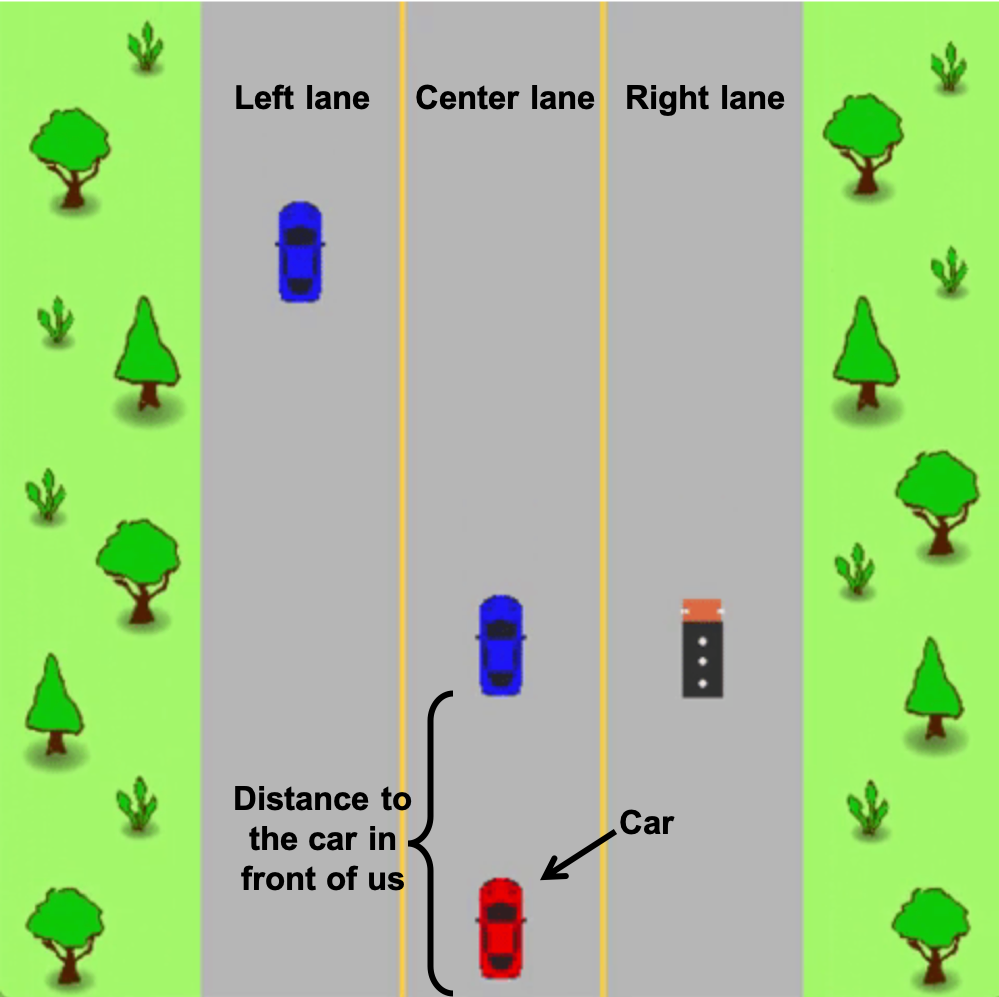 Left lane
Center lane
Right lane
Distance to
the car in
front of us
Car